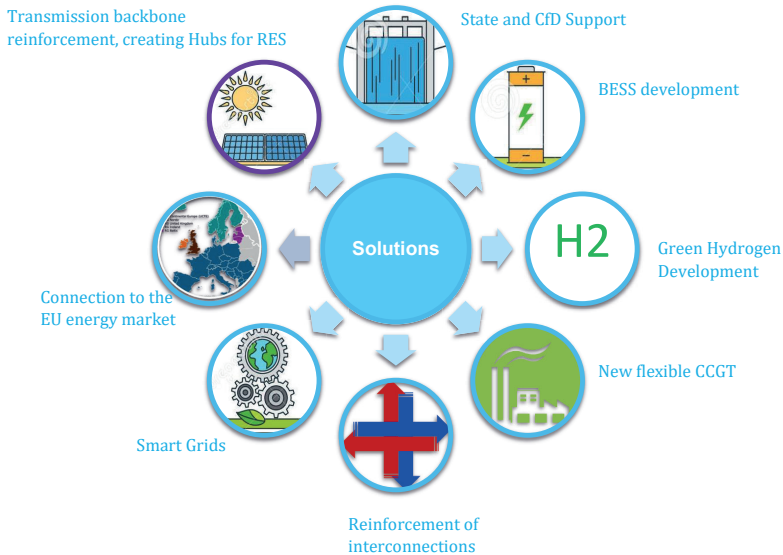 Transmission backbone
reinforcement, creating Hubs for RES
State and CfD Support
BESS development
H2
Green Hydrogen
Development
New flexible CCGT
Reinforcement of
interconnections
Smart Grids
Connection to the
EU energy market
Solutions